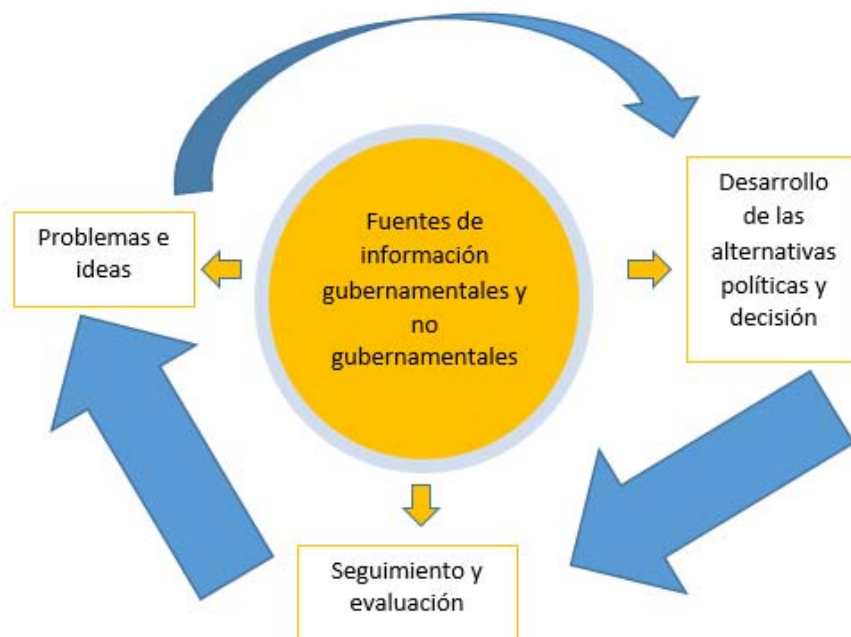 Problemas e
ideas
Fuentes de
información
gubernamentales y
no
gubernamentales
Desarrollo
de las
alternativas
políticas y
decisión
Seguimiento y
evaluación